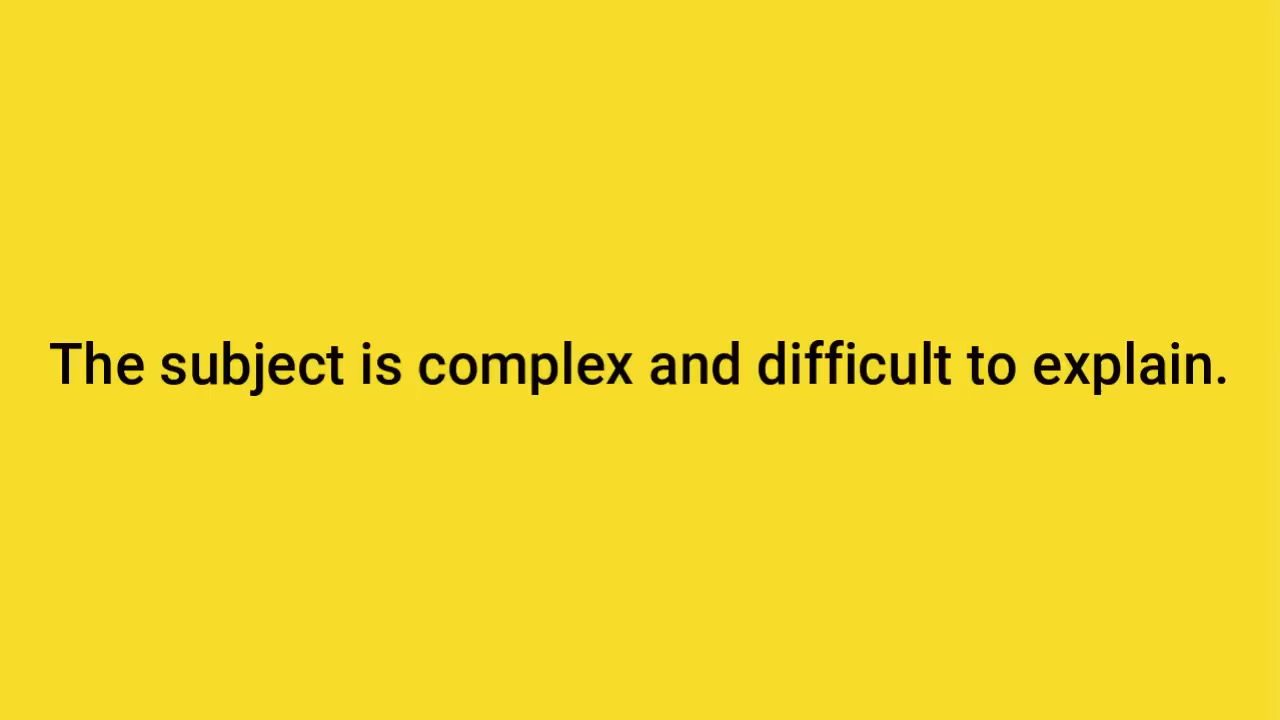 The subject is complex and difficult to explain.